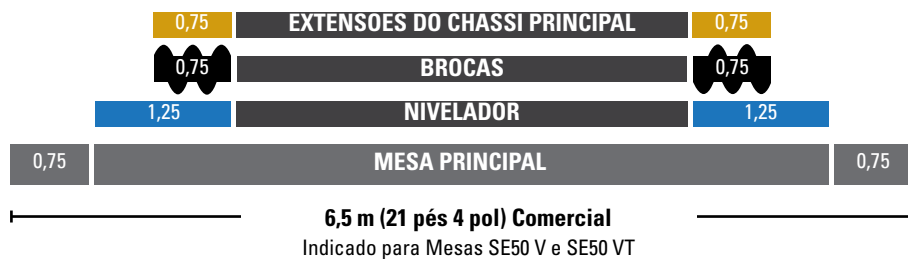 0,75 EXTENSOES DO CHASSI PRINCIPAL 0,75
0,75 BROCAS 0,75
1,25 NIVELADOR 1,25
0,75 MESA PRINCIPAL 0,75
6,5 m (21 pés 4 pol) Comercial
Indicado para Mesas SE50 V e SE50 VT